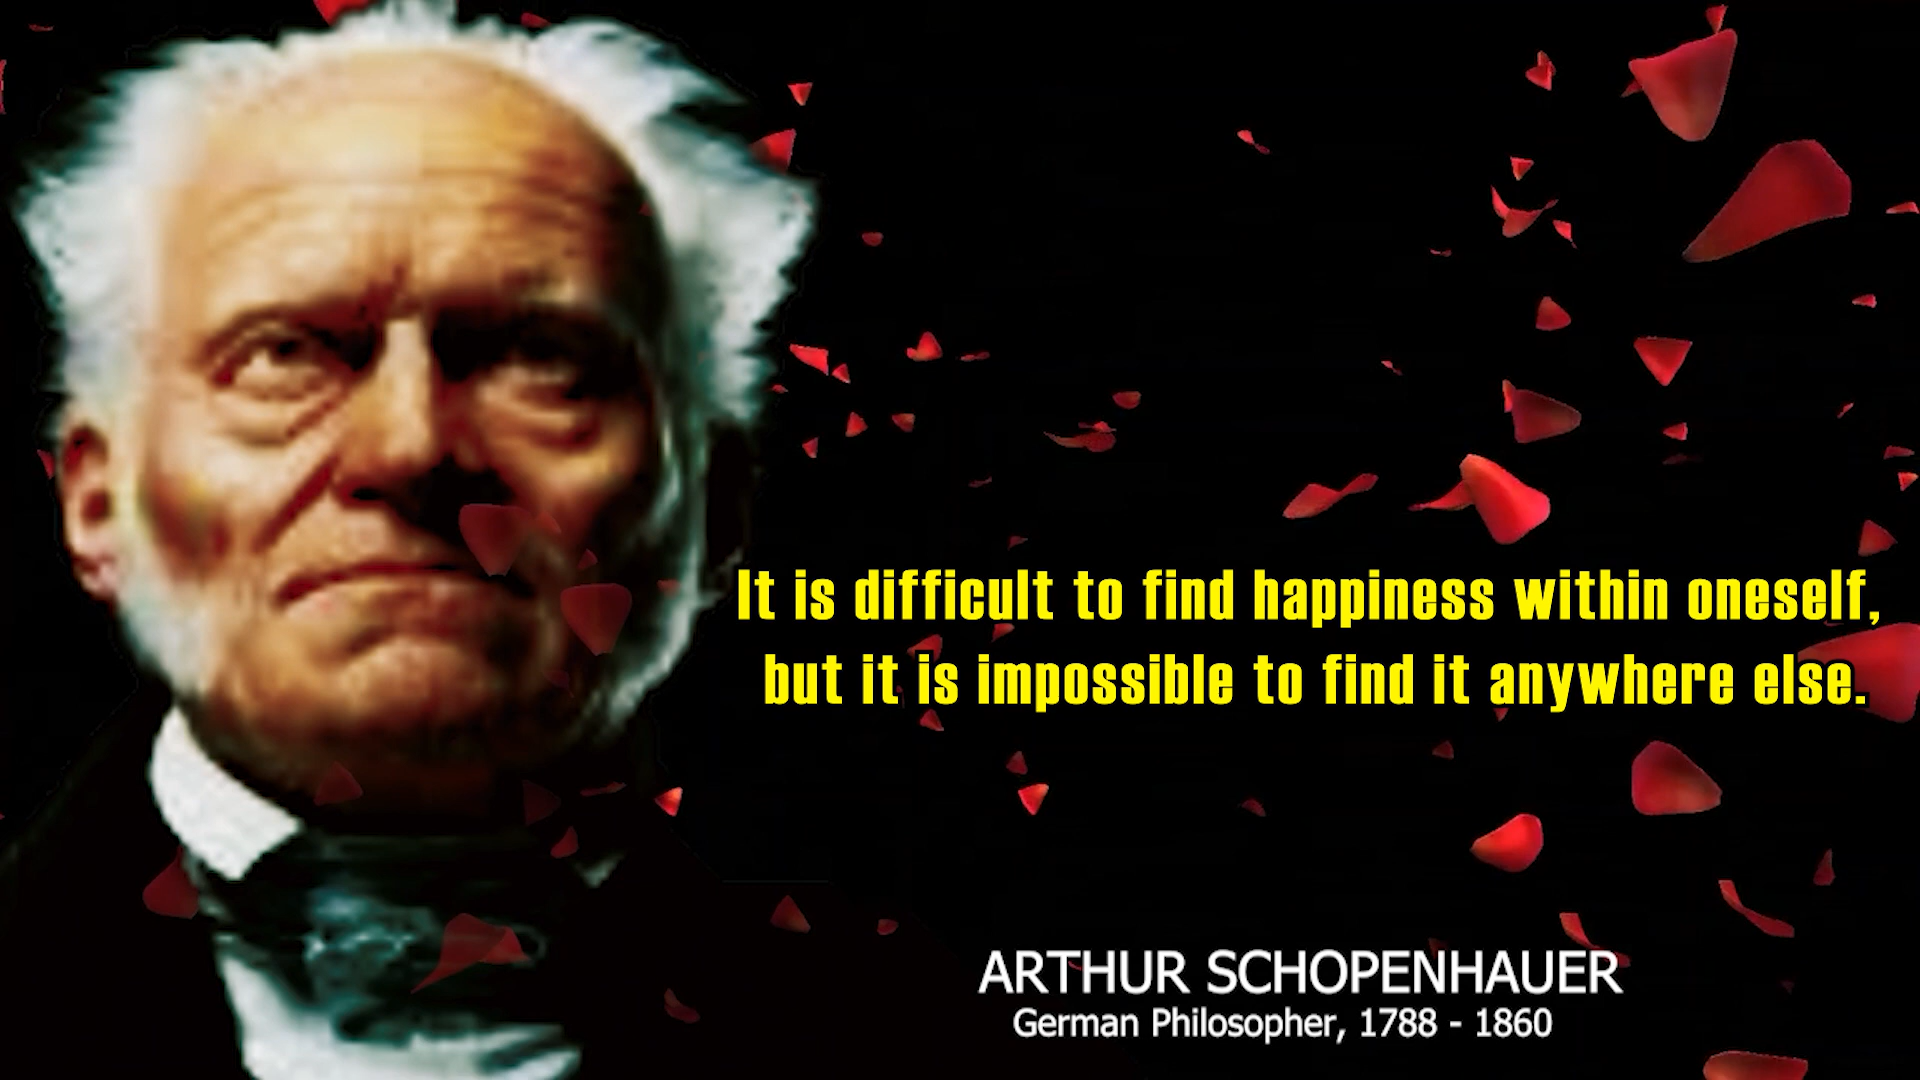 It is difficult to find happiness within oneself,
but it is impossible to find it anywhere else.
ARTHUR SCHOPENHAUER
German Philosopher, 1788 - 1860